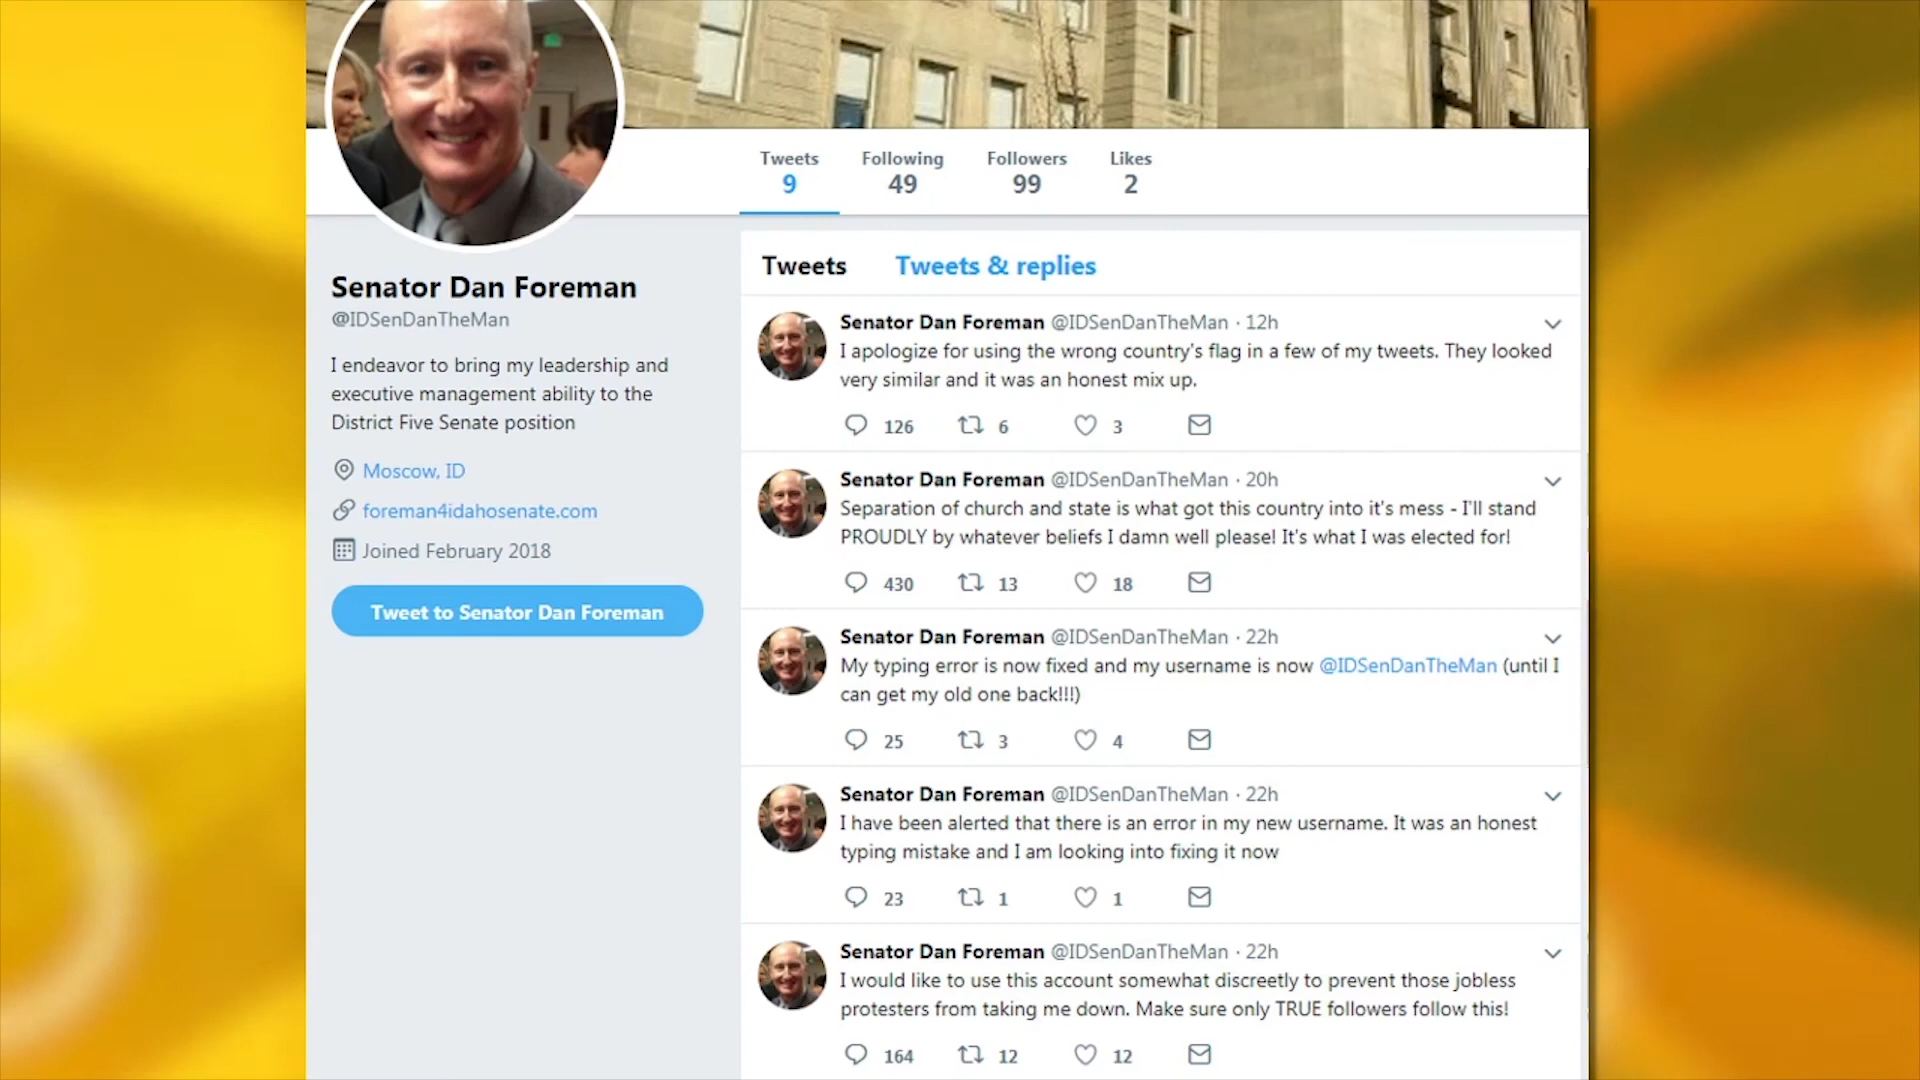 Tweets
9
Following
49
Followers
99
Likes
2
Senator Dan Foreman
@IDSenDanTheMan
I endeavor to bring my leadership and
executive management ability to the
District Five Senate position
Moscow, ID
foreman4idahosenate.com
Joined February 2018
Tweet to Senator Dan Foreman
Tweets Tweets & replies
Senator Dan Foreman @IDSenDanTheMan · 12h
I apologize for using the wrong country's flag in a few of my tweets. They looked
very similar and it was an honest mix up.
126 6 3
Senator Dan Foreman @IDSenDanTheMan · 20h
Separation of church and state is what got this country into it's mess - I'll stand
PROUDLY by whatever beliefs I damn well please! It's what I was elected for!
430 13 18
Senator Dan Foreman @IDSenDanTheMan · 22h
My typing error is now fixed and my username is now @IDSenDanTheMan (until I
can get my old one back!!!)
25 3 4
Senator Dan Foreman @IDSenDanTheMan · 22h
I have been alerted that there is an error in my new username. It was an honest
typing mistake and I am looking into fixing it now
23 1 1
Senator Dan Foreman @IDSenDanTheMan · 22h
I would like to use this account somewhat discreetly to prevent those jobless
protesters from taking me down. Make sure only TRUE followers follow this!
164 12 12